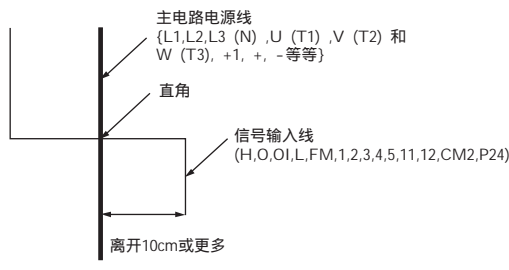 主电路电源线
{L1,L2,L3 (N) ,U (T1) ,V (T2) 和
W (T3), +1, +, -等等}
直角
信号输入线
(H,O,OI,L,FM,1,2,3,4,5,11,12,CM2,P24)
离开10cm或更多